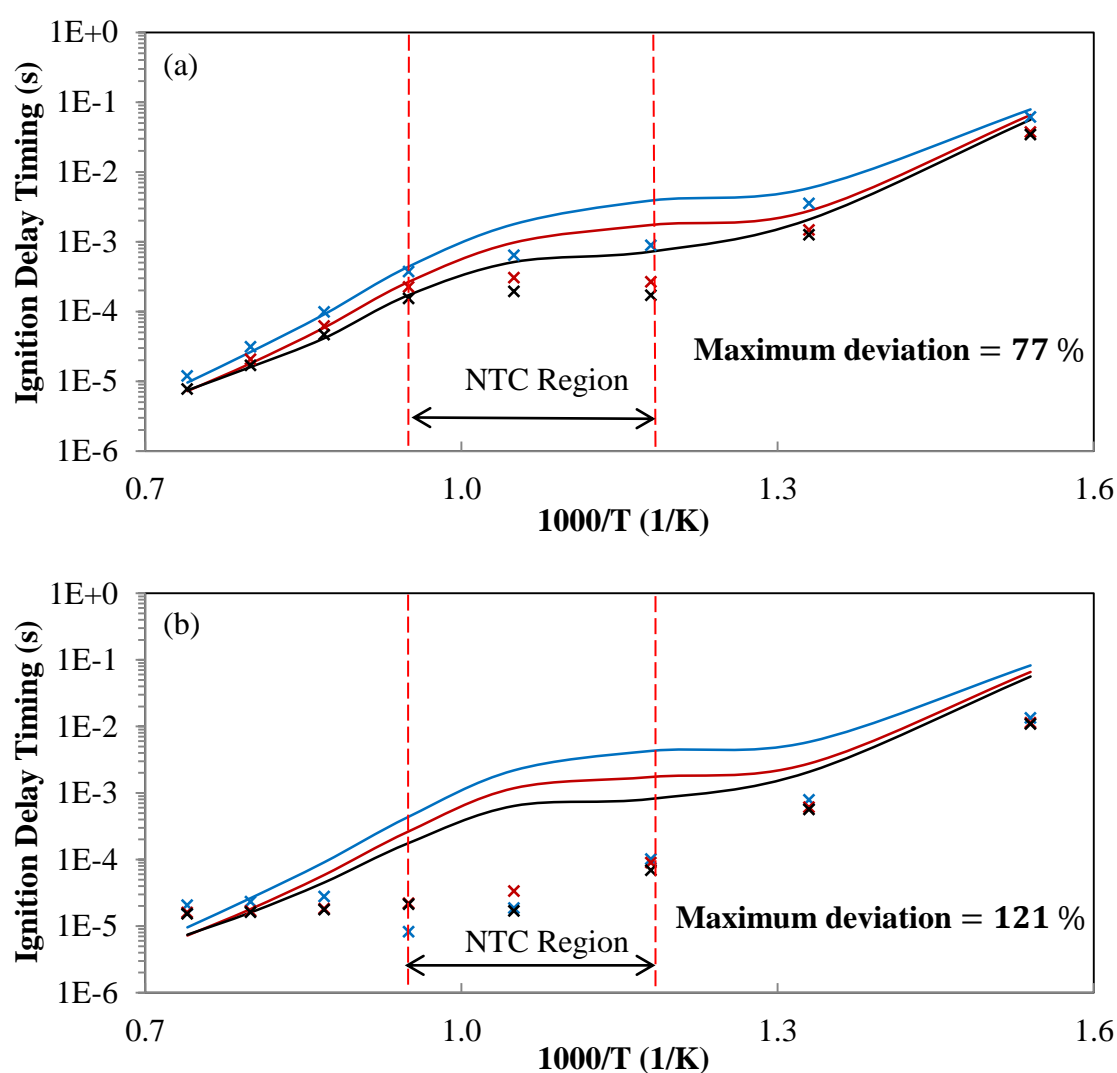 (a)
Ignition Delay Timing (s)
1E+0
1E-1
1E-2
1E-3
1E-4
1E-5
1E-6
Maximum deviation = 77 %
NTC Region
0.7 1.0 1.3 1.6
1000/T (1/K)
(b)
Ignition Delay Timing (s)
1E+0
1E-1
1E-2
1E-3
1E-4
1E-5
1E-6
Maximum deviation = 121 %
NTC Region
0.7 1.0 1.3 1.6
1000/T (1/K)